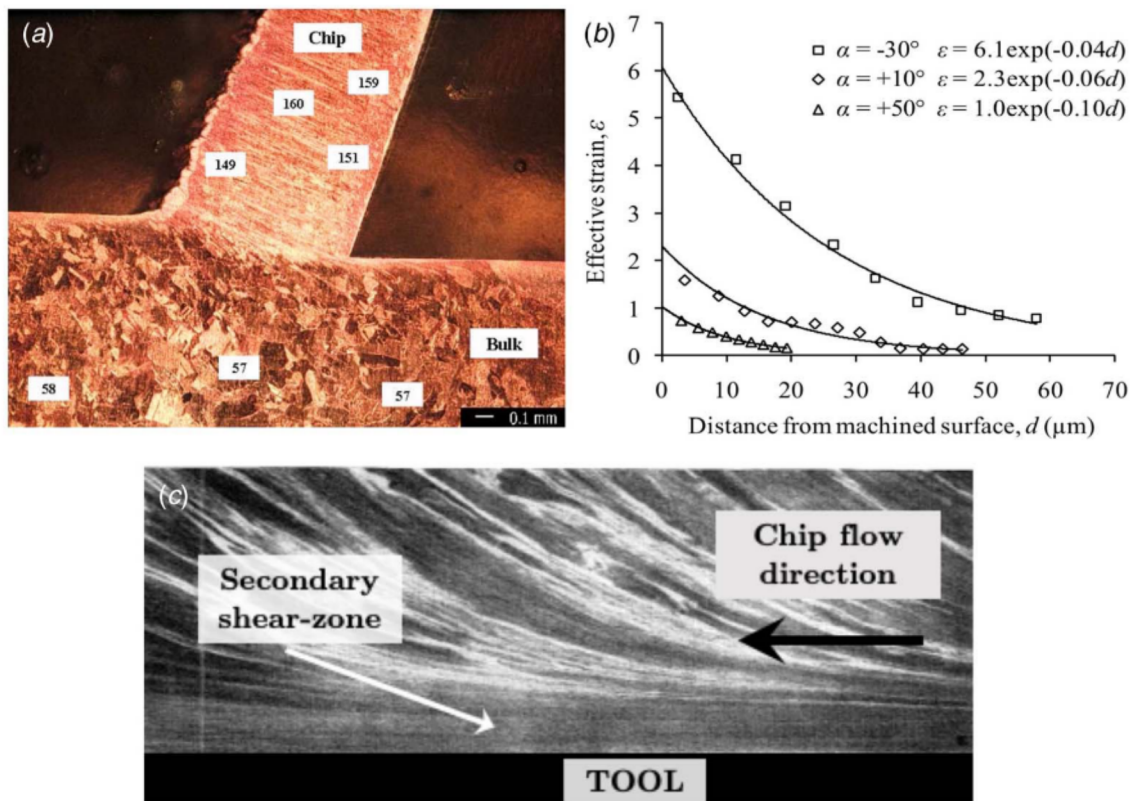 (a)
Chip
159
160
149
151
Bulk
58
57
57
0.1 mm
(b)
7
6
5
4
3
2
1
0
Effective strain, ε
α = -30° ε = 6.1exp(-0.04d)
α = +10° ε = 2.3exp(-0.06d)
α = +50° ε = 1.0exp(-0.10d)
0 10 20 30 40 50 60 70
Distance from machined surface, d (µm)
(c)
Secondary
shear-zone
Chip flow
direction
TOOL